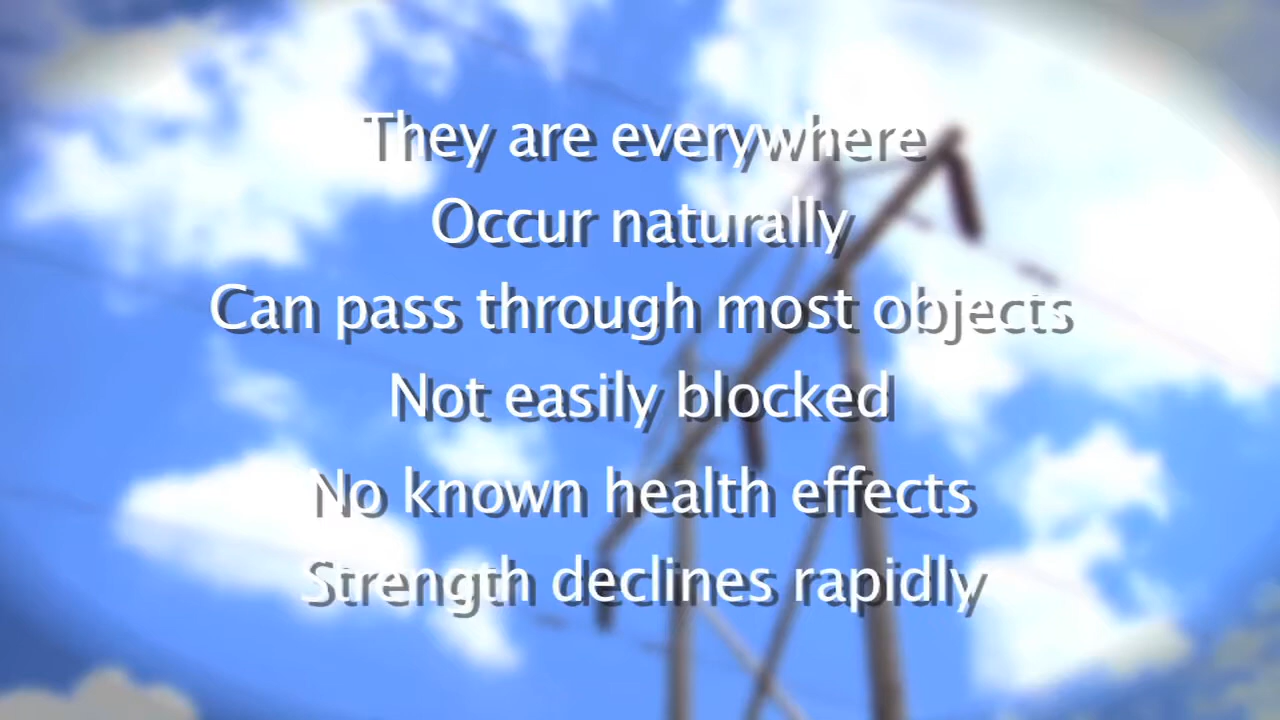 They are everywhere
Occur naturally
Can pass through most objects
Not easily blocked
No known health effects
Strength declines rapidly